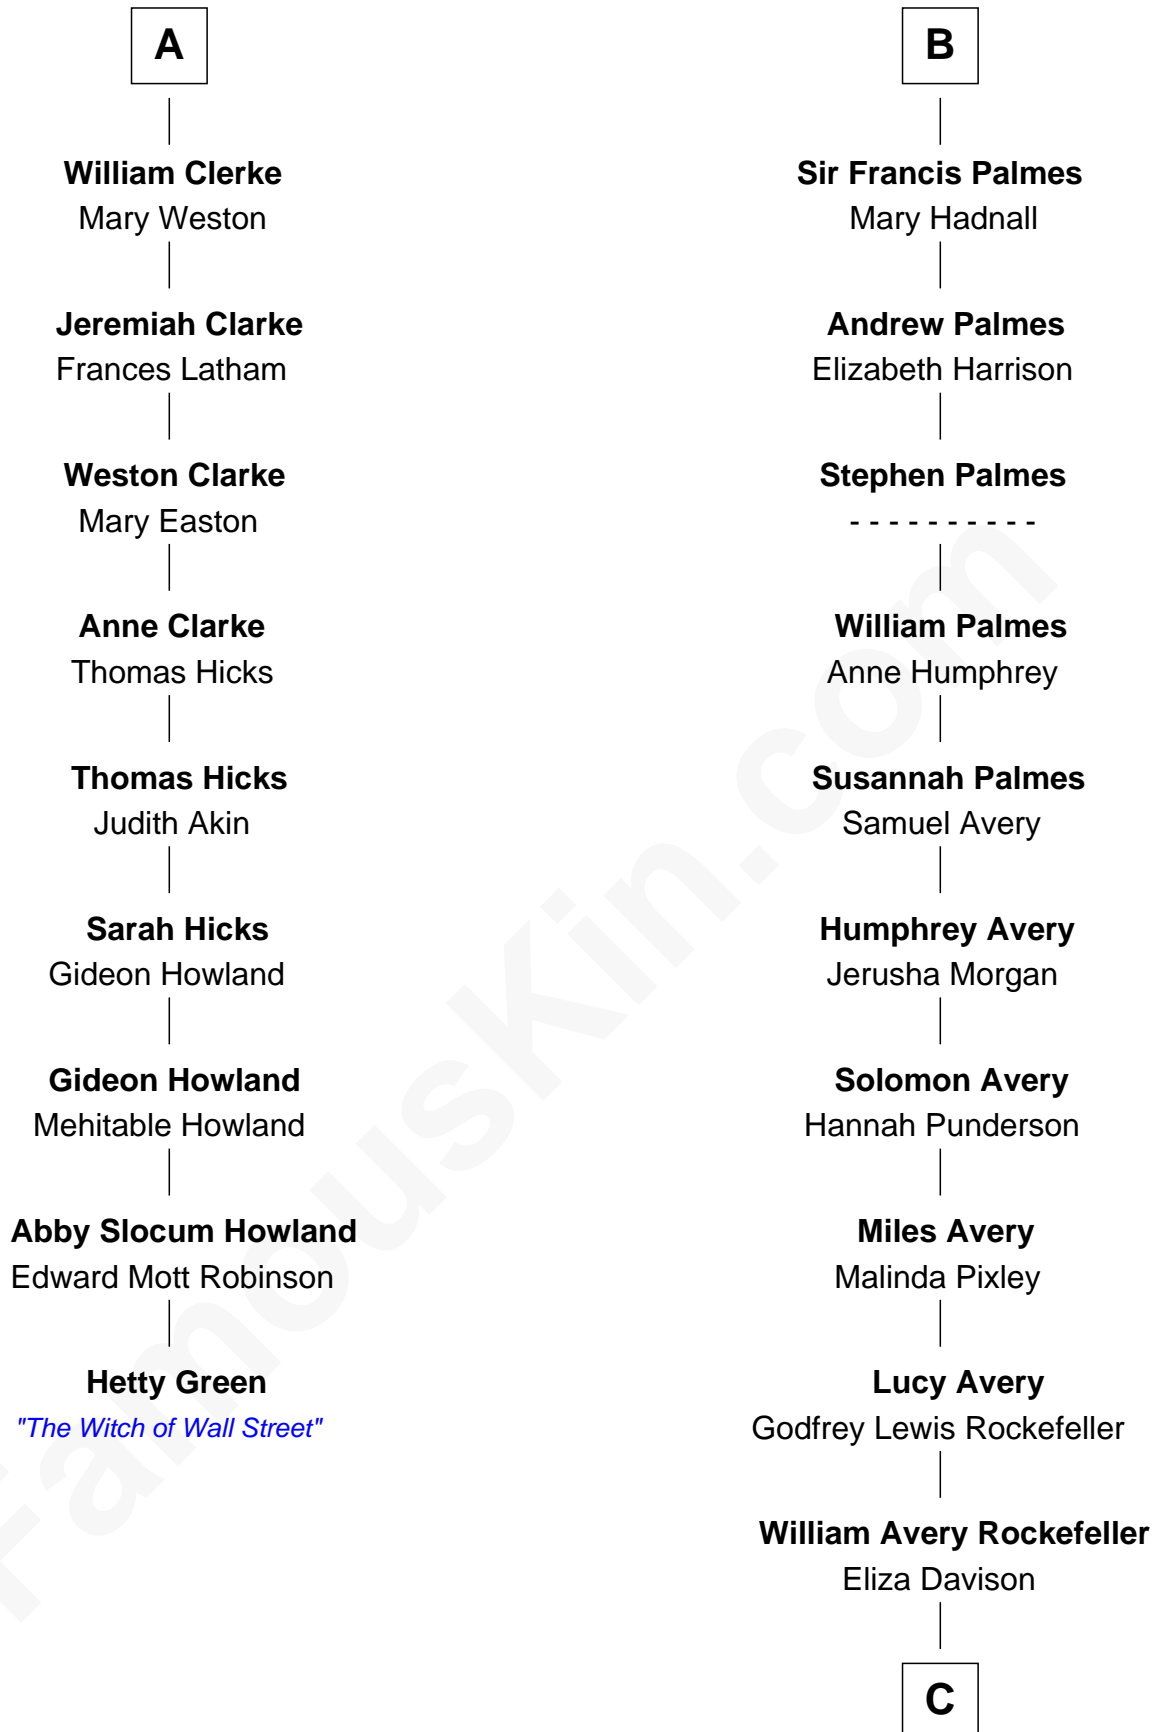 A
William Clerke
Mary Weston
Jeremiah Clarke
Frances Latham
Weston Clarke
Mary Easton
Anne Clarke
Thomas Hicks
Thomas Hicks
Judith Akin
Sarah Hicks
Gideon Howland
Gideon Howland
Mehitable Howland
Abby Slocum Howland
Edward Mott Robinson
Hetty Green
"The Witch of Wall Street"
B
Sir Francis Palmes
Mary Hadnall
Andrew Palmes
Elizabeth Harrison
Stephen Palmes
- - - - - - - - - -
William Palmes
Anne Humphrey
Susannah Palmes
Samuel Avery
Humphrey Avery
Jerusha Morgan
Solomon Avery
Hannah Punderson
Miles Avery
Malinda Pixley
Lucy Avery
Godfrey Lewis Rockefeller
William Avery Rockefeller
Eliza Davison
C
FamousKin.com